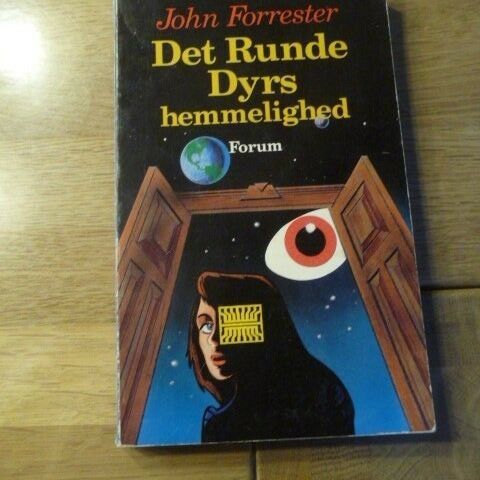 John Forrester
Det Runde
Dyrs
hemmelighed
Forum